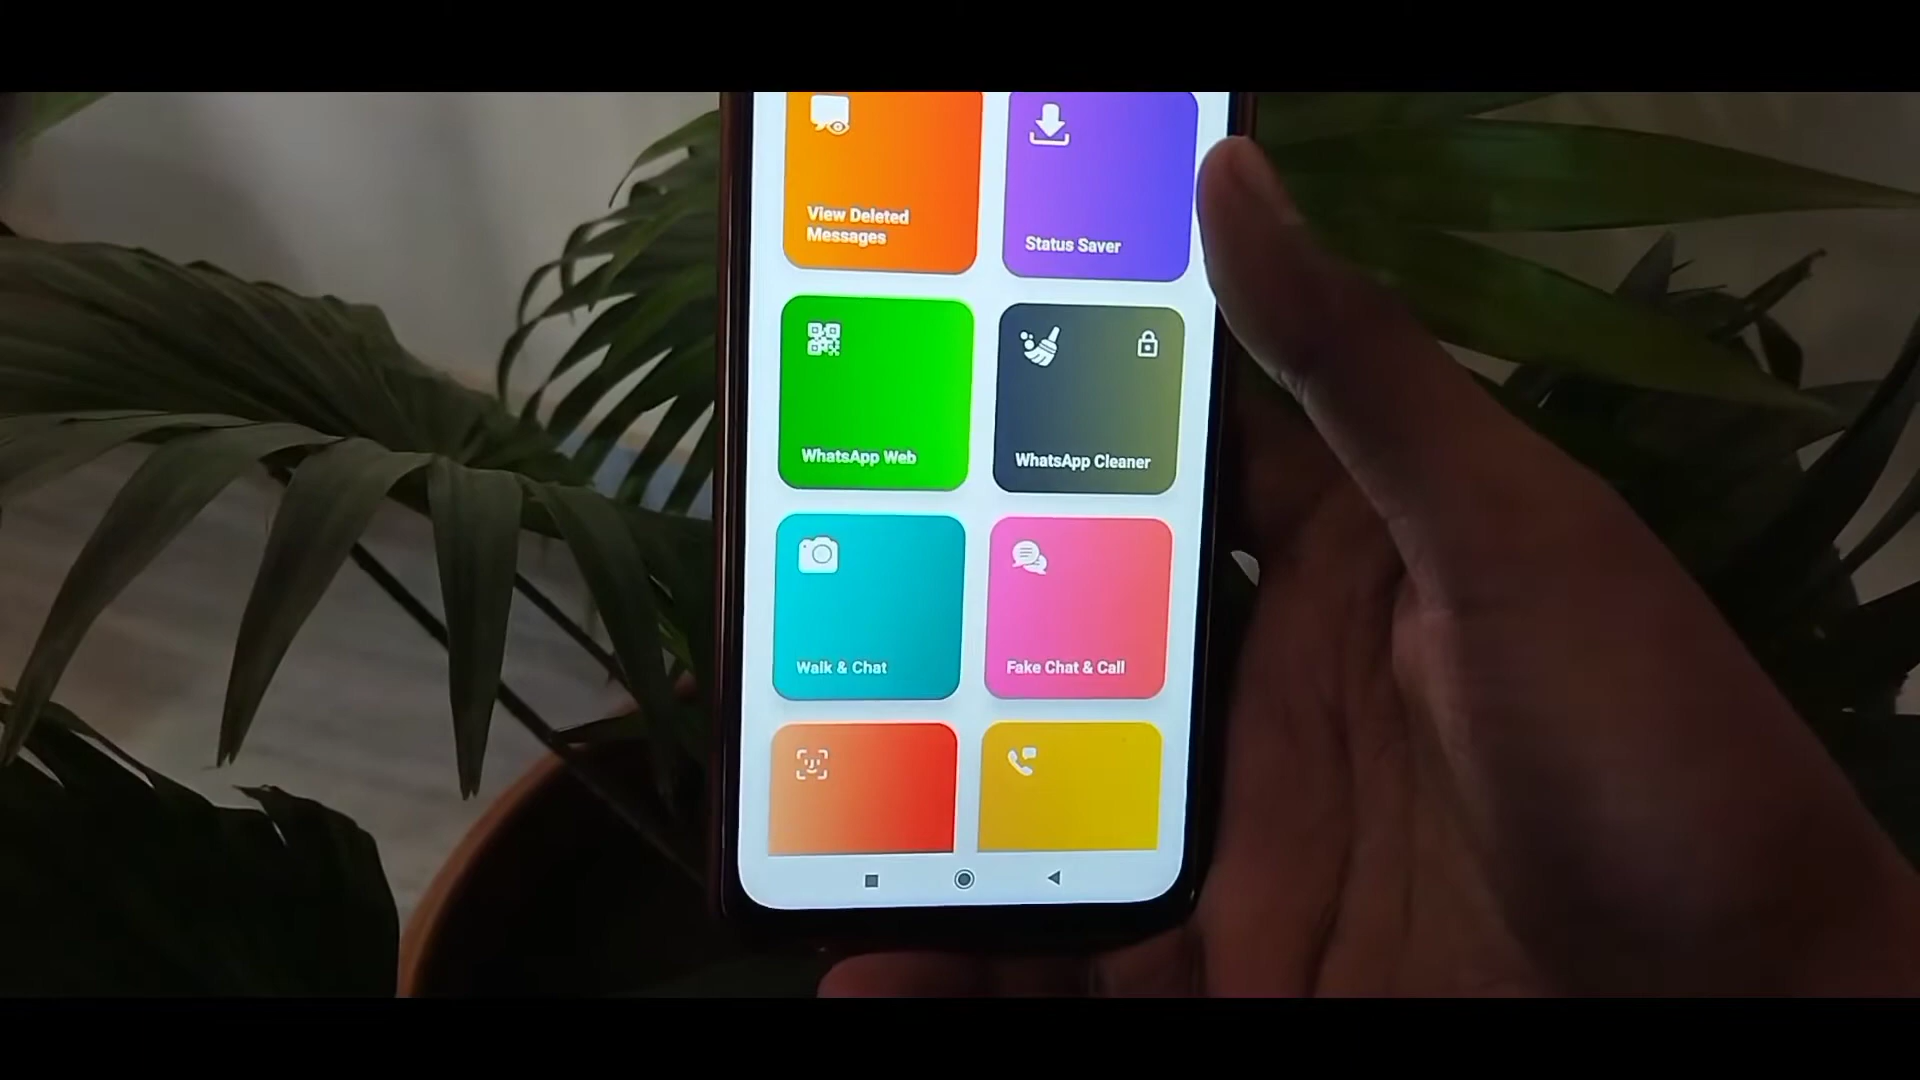 View Deleted
Messages
Status Saver
WhatsApp Web
WhatsApp Cleaner
Walk & Chat
Fake Chat & Call